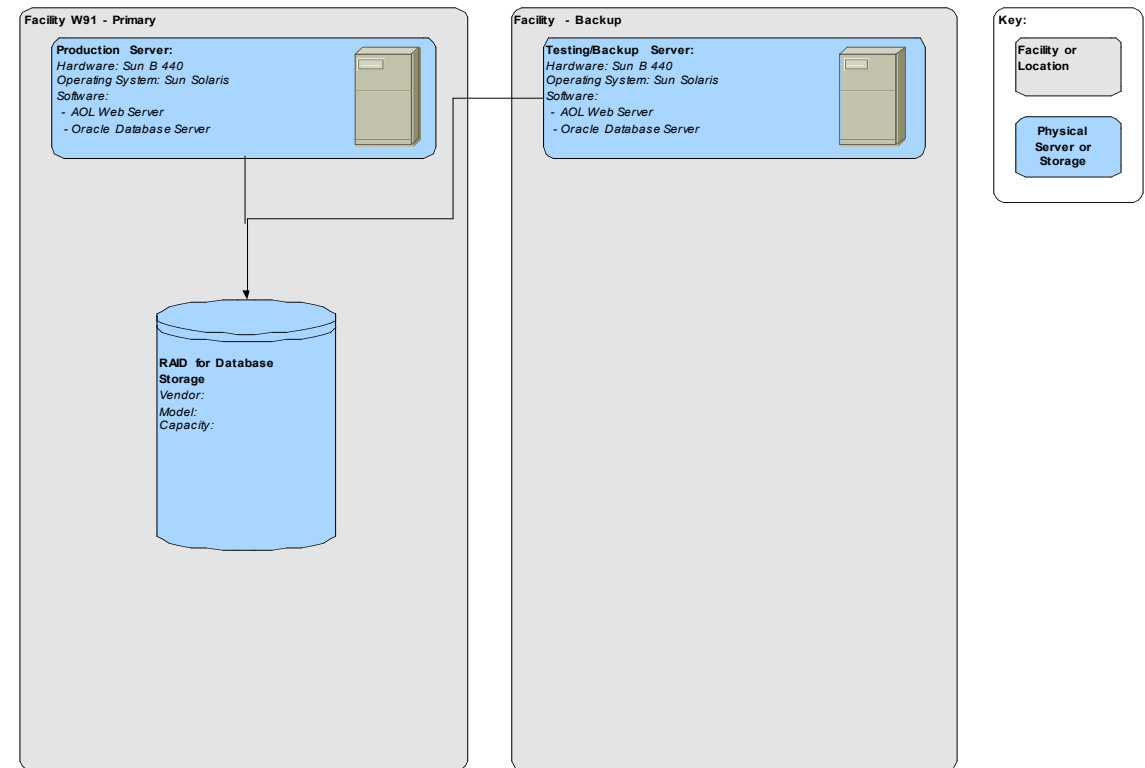 Facility W91 - Primary
Production Server:
Hardware: Sun B 440
Operating System: Sun Solaris
Software:
- AOL Web Server
- Oracle Database Server
RAID for Database
Storage
Vendor:
Model:
Capacity:
Facility - Backup
Testing/Backup Server:
Hardware: Sun B 440
Operating System: Sun Solaris
Software:
- AOL Web Server
- Oracle Database Server
Key:
Facility or
Location
Physical
Server or
Storage